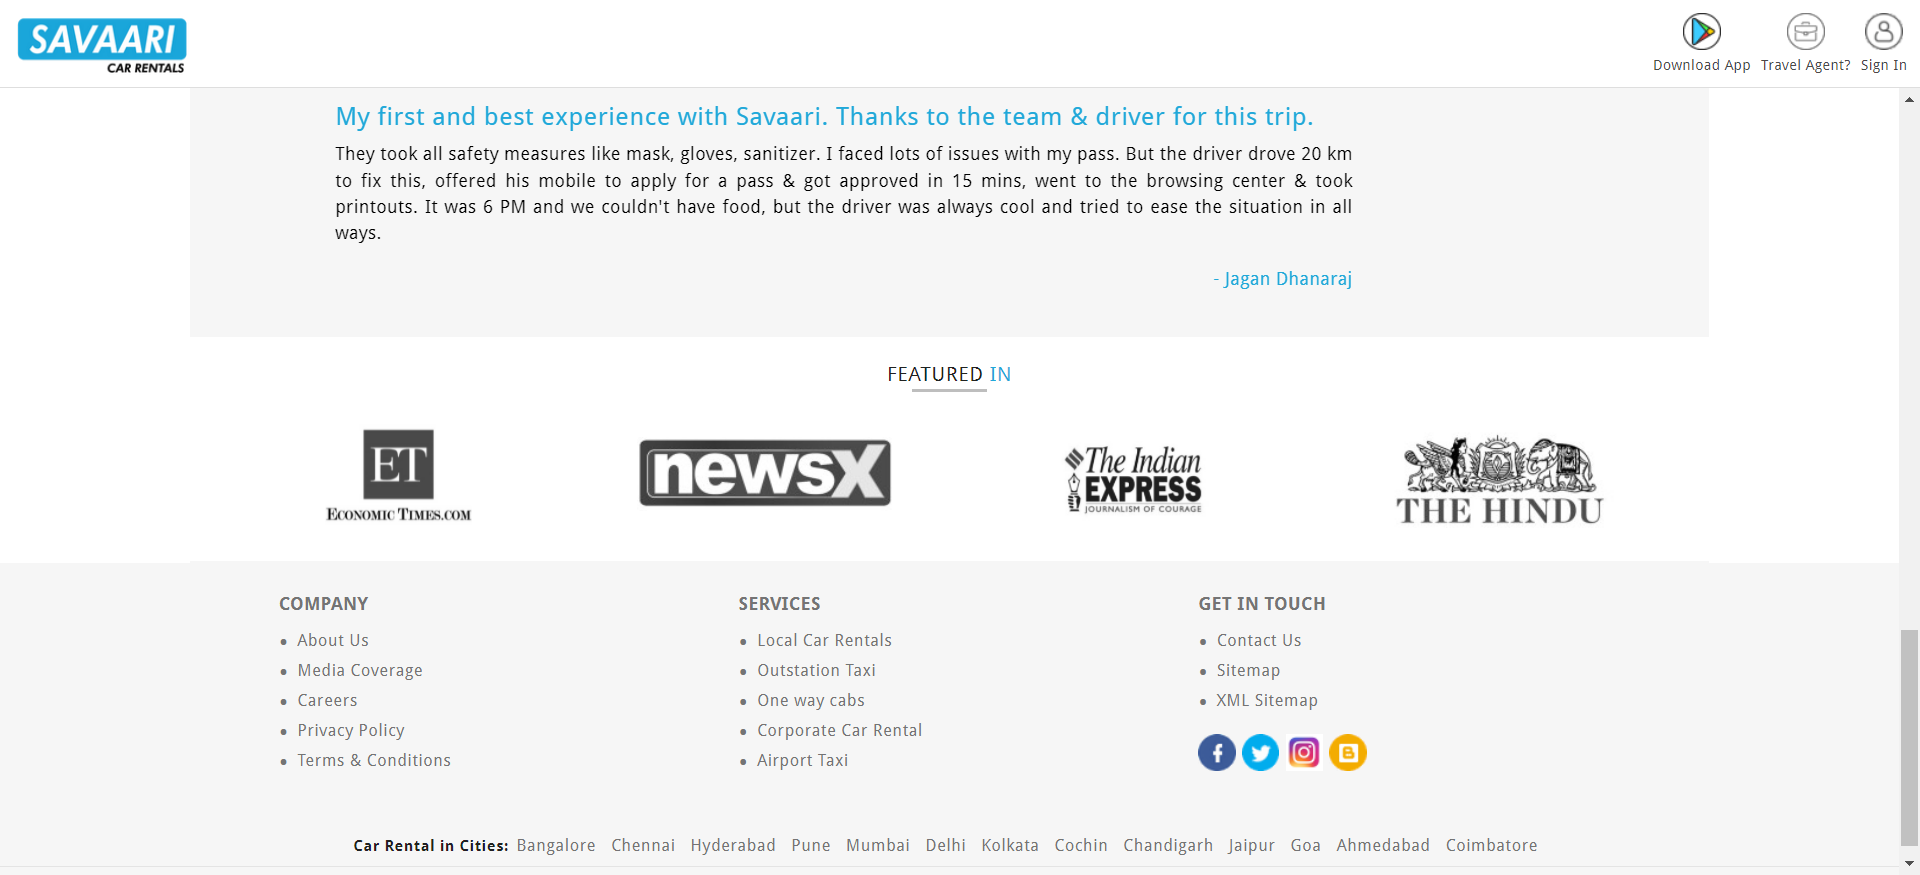 SAVAARI
CAR RENTALS
Download App
Travel Agent?
Sign In
My first and best experience with Savaari. Thanks to the team & driver for this trip.
They took all safety measures like mask, gloves, sanitizer. I faced lots of issues with my pass. But the driver drove 20 km
to fix this, offered his mobile to apply for a pass & got approved in 15 mins, went to the browsing center & took
printouts. It was 6 PM and we couldn't have food, but the driver was always cool and tried to ease the situation in all
ways.
- Jagan Dhanaraj
FEATURED IN
ET
ECONOMIC TIMES.COM
newsX
The Indian
EXPRESS
JOURNALISM OF COURAGE
THE HINDU
COMPANY
About Us
Media Coverage
Careers
Privacy Policy
Terms & Conditions
SERVICES
Local Car Rentals
Outstation Taxi
One way cabs
Corporate Car Rental
Airport Taxi
GET IN TOUCH
Contact Us
Sitemap
XML Sitemap
Car Rental in Cities: Bangalore Chennai Hyderabad Pune Mumbai Delhi Kolkata Cochin Chandigarh Jaipur Goa Ahmedabad Coimbatore